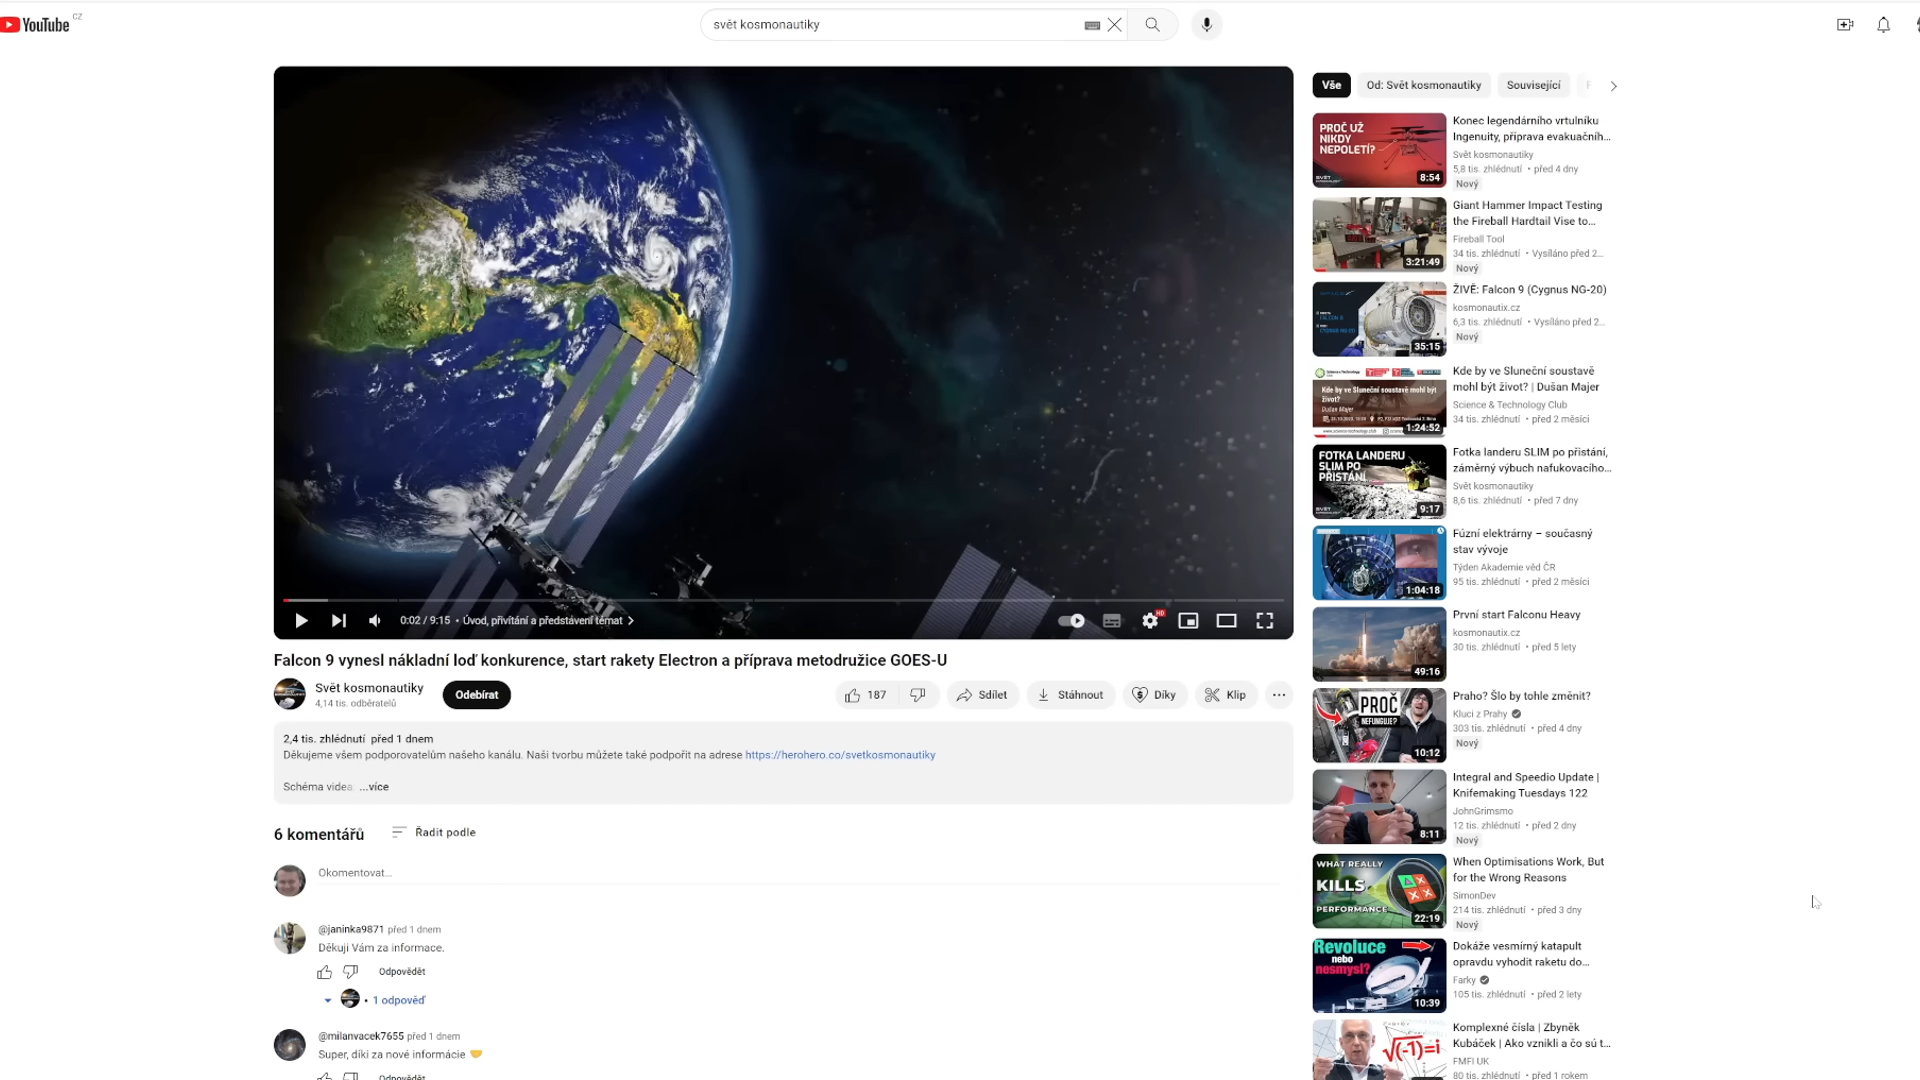 YouTube CZ
svět kosmonautiky
0:02 / 9:15 • Úvod, přivítání a představení témat
HD
Falcon 9 vynesl nákladní loď konkurence, start rakety Electron a příprava metodružice GOES-U
Svět kosmonautiky
4,14 tis. odběratelů
Odebírat
187
Sdílet
Stáhnout
Díky
Klip
2,4 tis. zhlédnutí před 1 dnem
Děkujeme všem podporovatelům našeho kanálu. Naši tvorbu můžete také podpořit na adrese https://herohero.co/svetkosmonautiky
Schéma videa: ...více
6 komentářů
Řadit podle
Okomentovat...
@janinka9871 před 1 dnem
Děkuji Vám za informace.
Odpovědět
• 1 odpověď
@milanvacek7655 před 1 dnem
Super, díki za nové informácie
Odpovědět
Vše
Od: Svět kosmonautiky
Související
PROČ UŽ
NIKDY
NEPOLETÍ?
8:54
Konec legendárního vrtulníku
Ingenuity, příprava evakuačníh...
Svět kosmonautiky
5,8 tis. zhlédnutí • před 4 dny
Nový
3:21:49
Giant Hammer Impact Testing
the Fireball Hardtail Vise to...
Fireball Tool
34 tis. zhlédnutí • Vysíláno před 2...
Nový
35:15
ŽIVĚ: Falcon 9 (Cygnus NG-20)
kosmonautix.cz
6,3 tis. zhlédnutí • Vysíláno před 2...
Nový
Kde by ve Sluneční soustavě mohl být
život?
Dušan Majer
1:24:52
Kde by ve Sluneční soustavě
mohl být život? | Dušan Majer
Science & Technology Club
34 tis. zhlédnutí • před 2 měsíci
FOTKA LANDERU
SLIM PO
PŘISTÁNÍ
9:17
Fotka landeru SLIM po přistání,
záměrný výbuch nafukovacího...
Svět kosmonautiky
8,6 tis. zhlédnutí • před 7 dny
1:04:18
Fúzní elektrárny – současný
stav vývoje
Týden Akademie věd ČR
95 tis. zhlédnutí • před 2 měsíci
49:16
První start Falconu Heavy
kosmonautix.cz
30 tis. zhlédnutí • před 5 lety
PROČ
NEFUNGUJE?
10:12
Praho? Šlo by tohle změnit?
Kluci z Prahy
303 tis. zhlédnutí • před 4 dny
Nový
8:11
Integral and Speedio Update |
Knifemaking Tuesdays 122
JohnGrimsmo
12 tis. zhlédnutí • před 2 dny
Nový
WHAT REALLY
KILLS
PERFORMANCE
22:19
When Optimisations Work, But
for the Wrong Reasons
SimonDev
214 tis. zhlédnutí • před 3 dny
Nový
Revoluce
nebo
nesmysl?
10:39
Dokáže vesmírný katapult
opravdu vyhodit raketu do...
Farky
105 tis. zhlédnutí • před 2 lety
√(-1)=i
Komplexné čísla | Zbyněk
Kubáček | Ako vznikli a čo sú t...
FMFI UK
80 tis. zhlédnutí • před 1 rokem